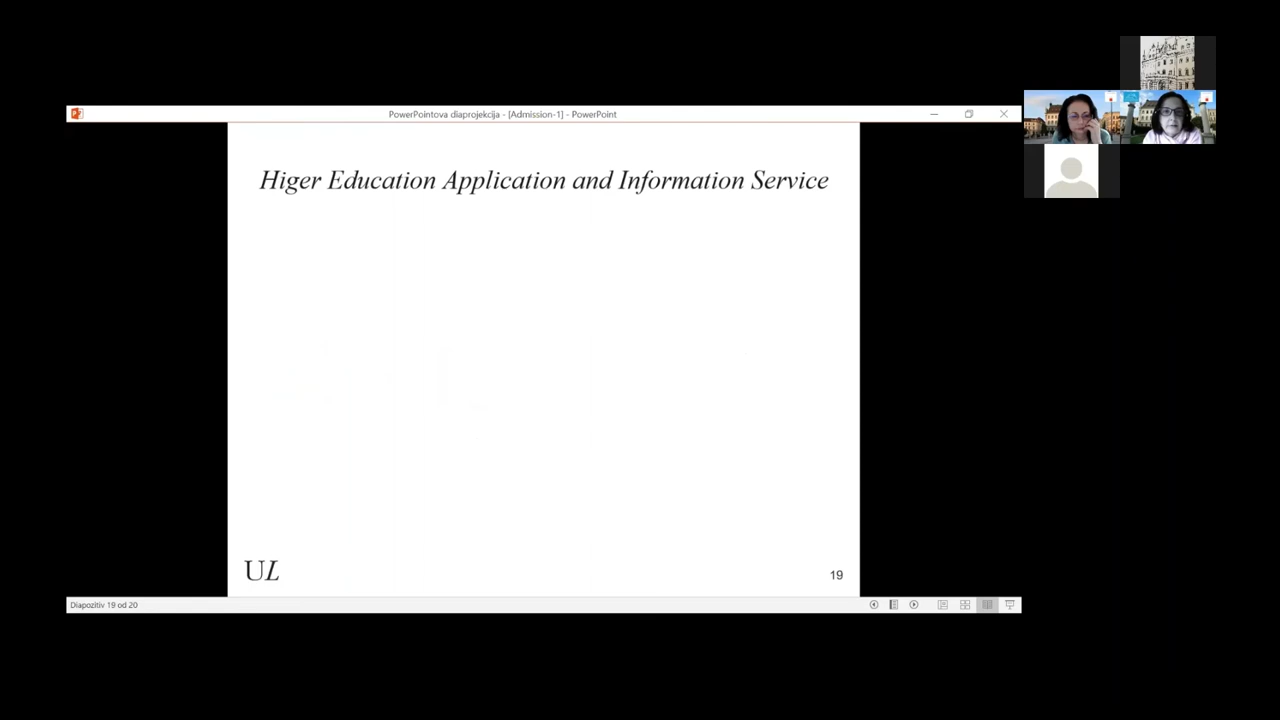 PowerPointova diaprojekcija - [Admission-1] - PowerPoint
Higer Education Application and Information Service
UL
19
Diapozitiv 19 od 20